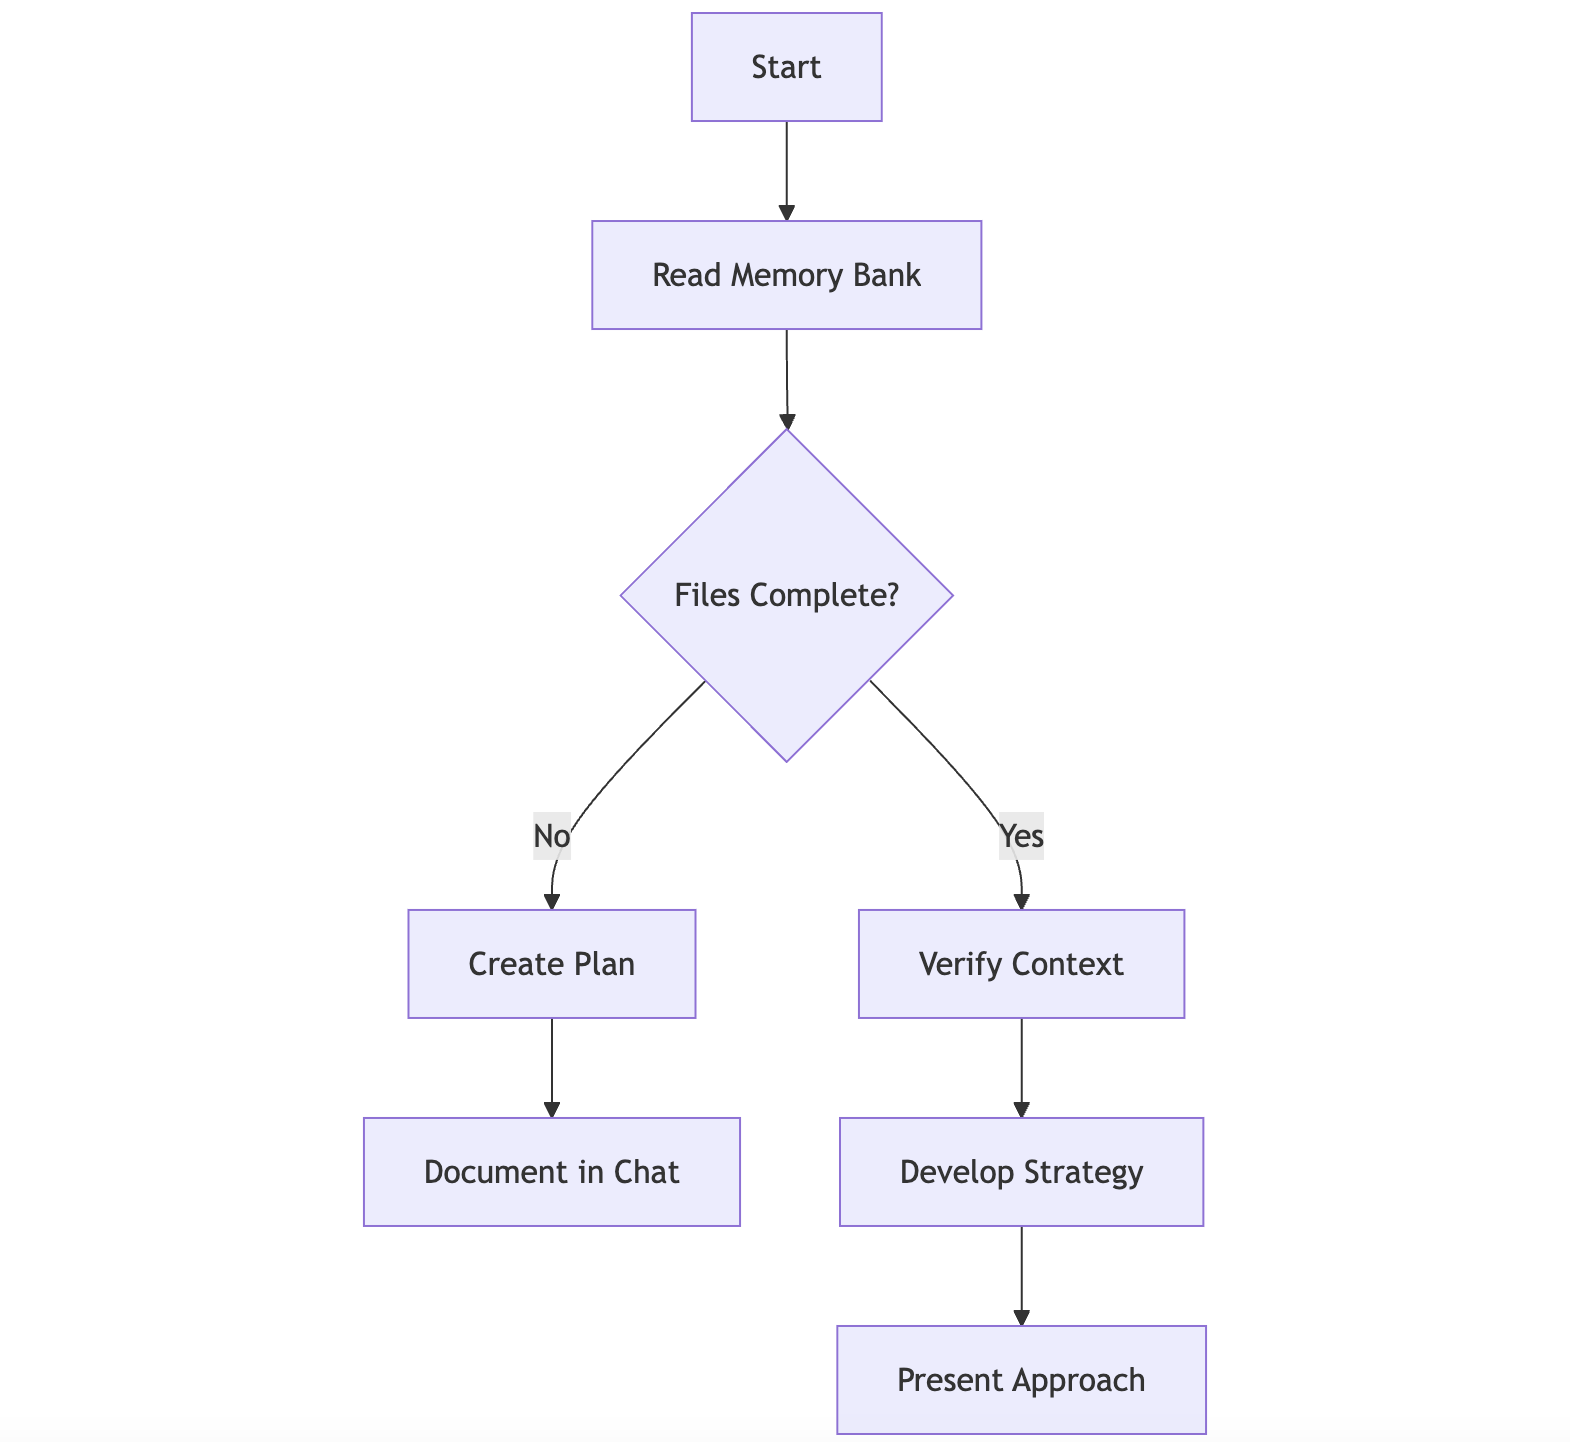 Start
Read Memory Bank
Files Complete?
No
Yes
Create Plan
Verify Context
Document in Chat
Develop Strategy
Present Approach